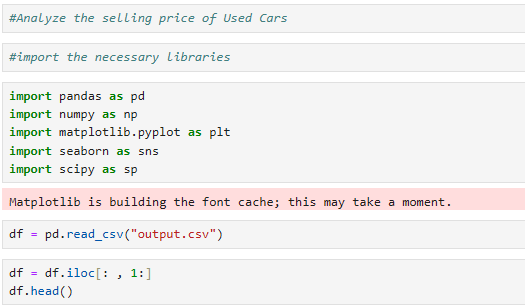 #Analyze the selling price of Used Cars
#import the necessary libraries
import pandas as pd
import numpy as np
import matplotlib.pyplot as plt
import seaborn as sns
import scipy as sp
Matplotlib is building the font cache; this may take a moment.
df = pd.read_csv("output.csv")
df = df.iloc[: , 1:]
df.head()